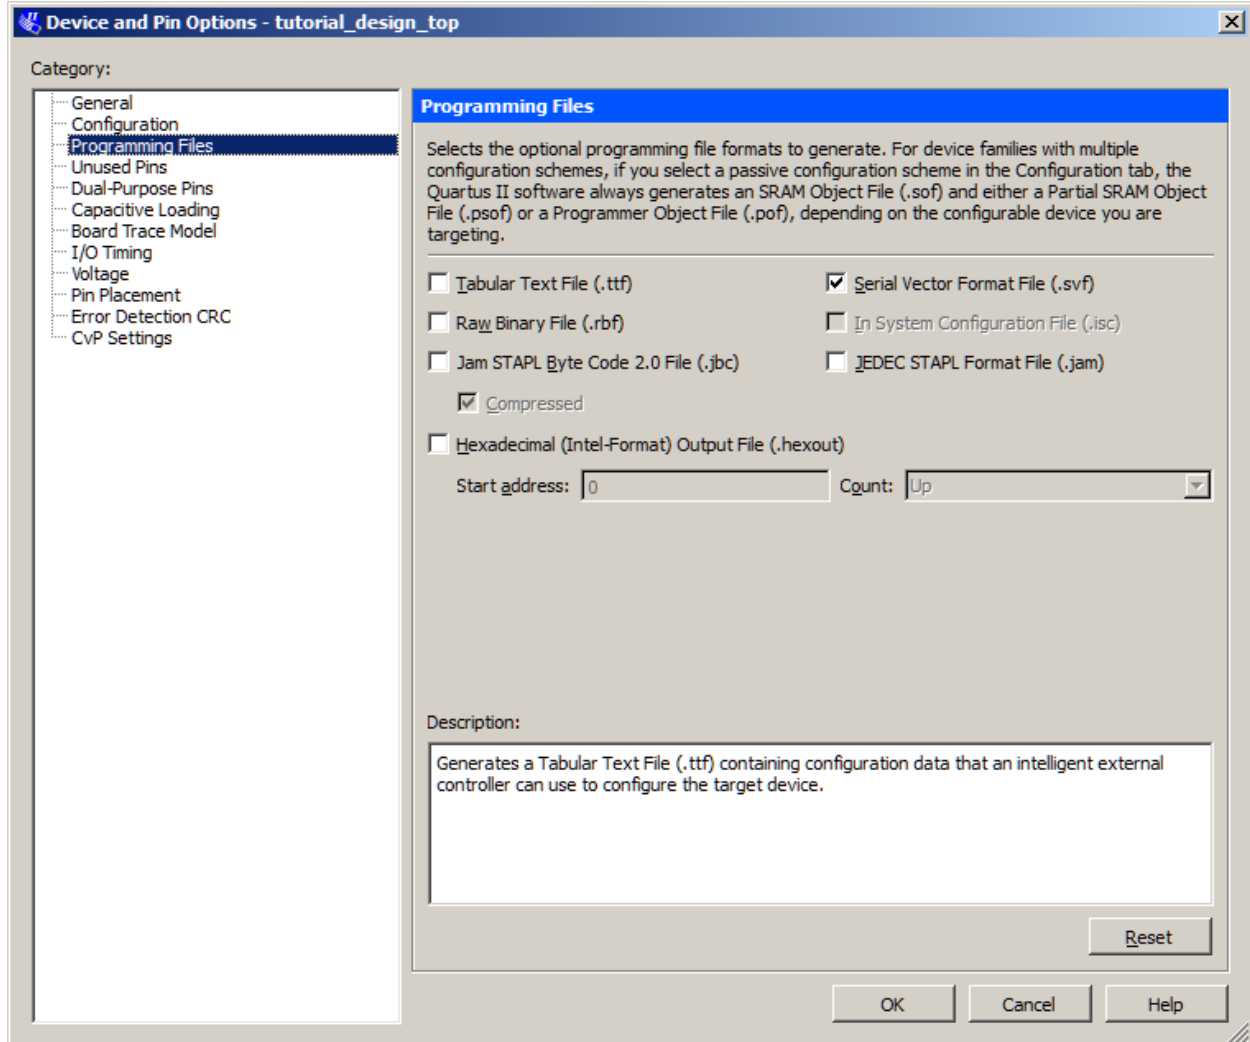 Device and Pin Options - tutorial_design_top
Category:
General
Configuration
Programming Files
Unused Pins
Dual-Purpose Pins
Capacitive Loading
Board Trace Model
I/O Timing
Voltage
Pin Placement
Error Detection CRC
CvP Settings
Programming Files
Selects the optional programming file formats to generate. For device families with multiple
configuration schemes, if you select a passive configuration scheme in the Configuration tab, the
Quartus II software always generates an SRAM Object File (.sof) and either a Partial SRAM Object
File (.psof) or a Programmer Object File (.pof), depending on the configurable device you are
targeting.
Tabular Text File (.ttf)
Serial Vector Format File (.svf)
Raw Binary File (.rbf)
In System Configuration File (.isc)
Jam STAPL Byte Code 2.0 File (.jbc)
JEDEC STAPL Format File (.jam)
Compressed
Hexadecimal (Intel-Format) Output File (.hexout)
Start address: 0 Count: Up
Description:
Generates a Tabular Text File (.ttf) containing configuration data that an intelligent external
controller can use to configure the target device.
Reset
OK Cancel Help